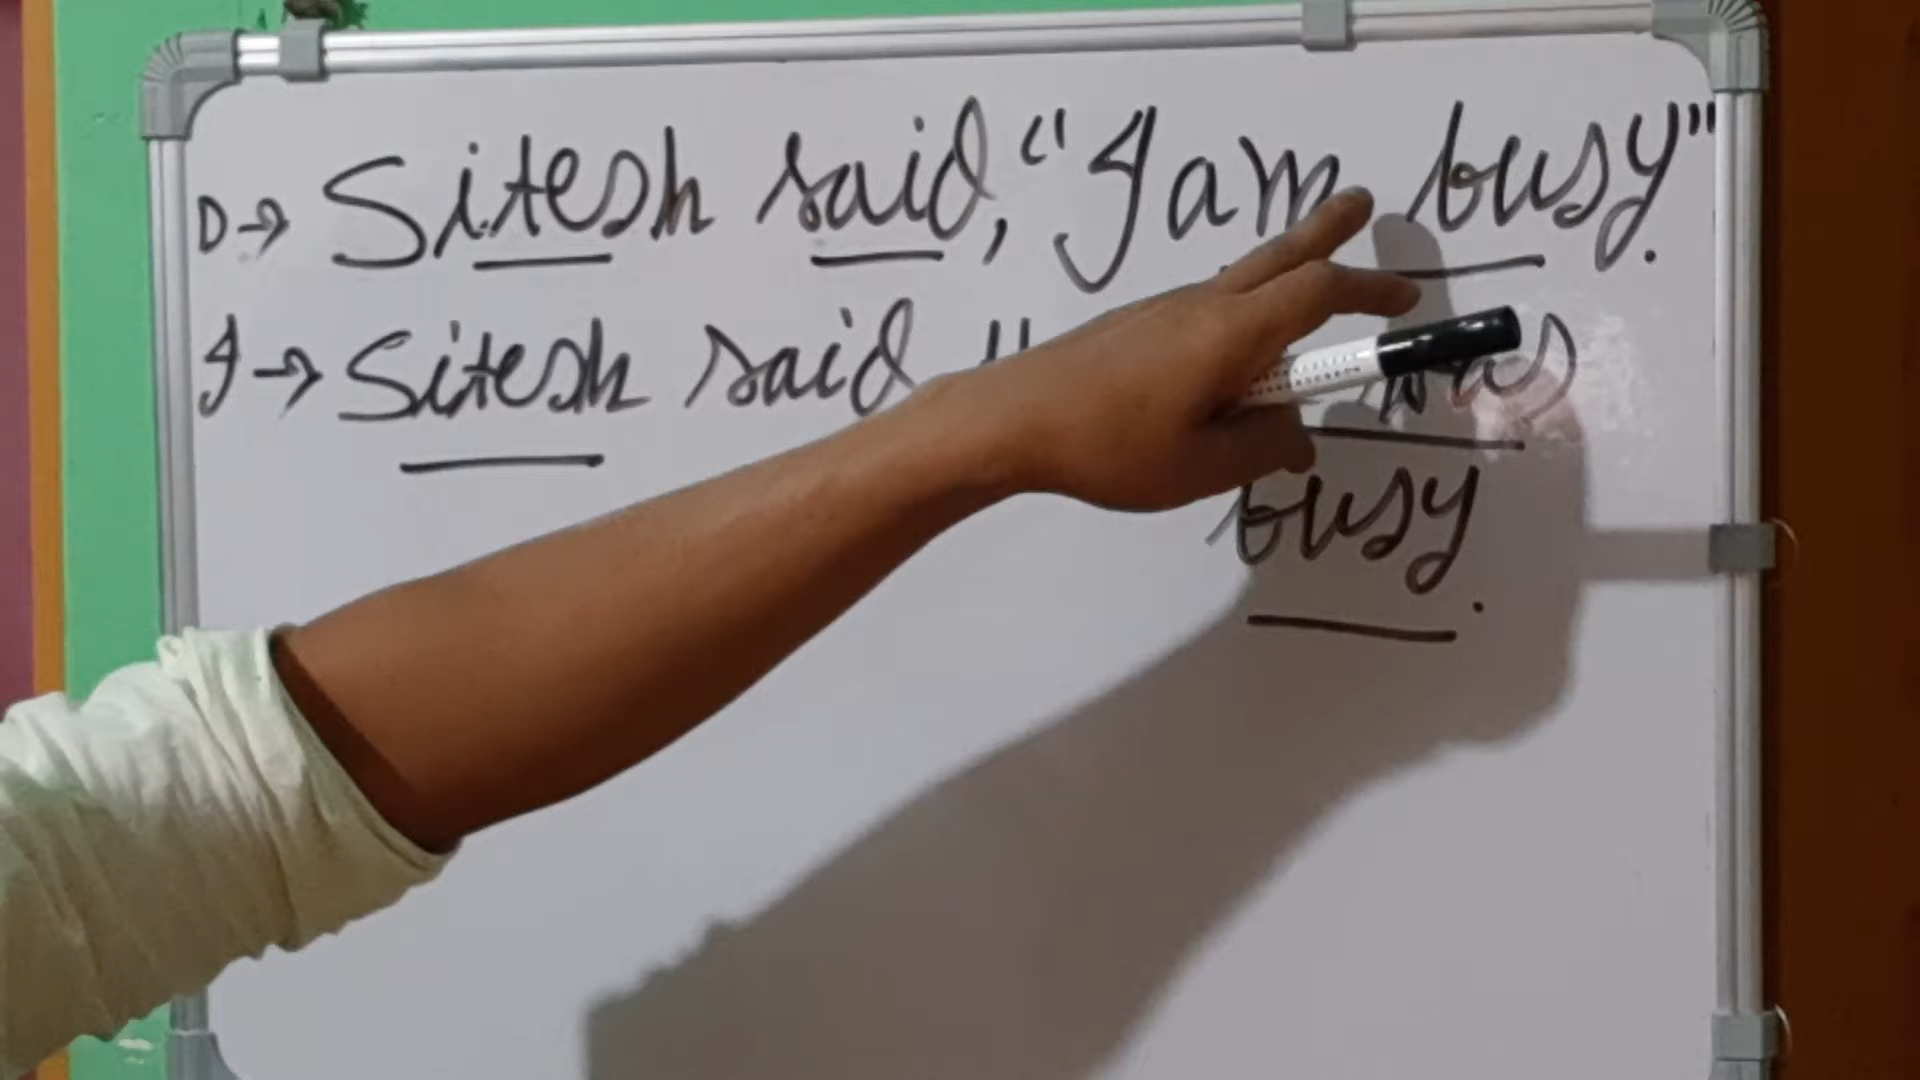 D→ Sitesh said, "I am busy".
I→ Sitesh said
busy.